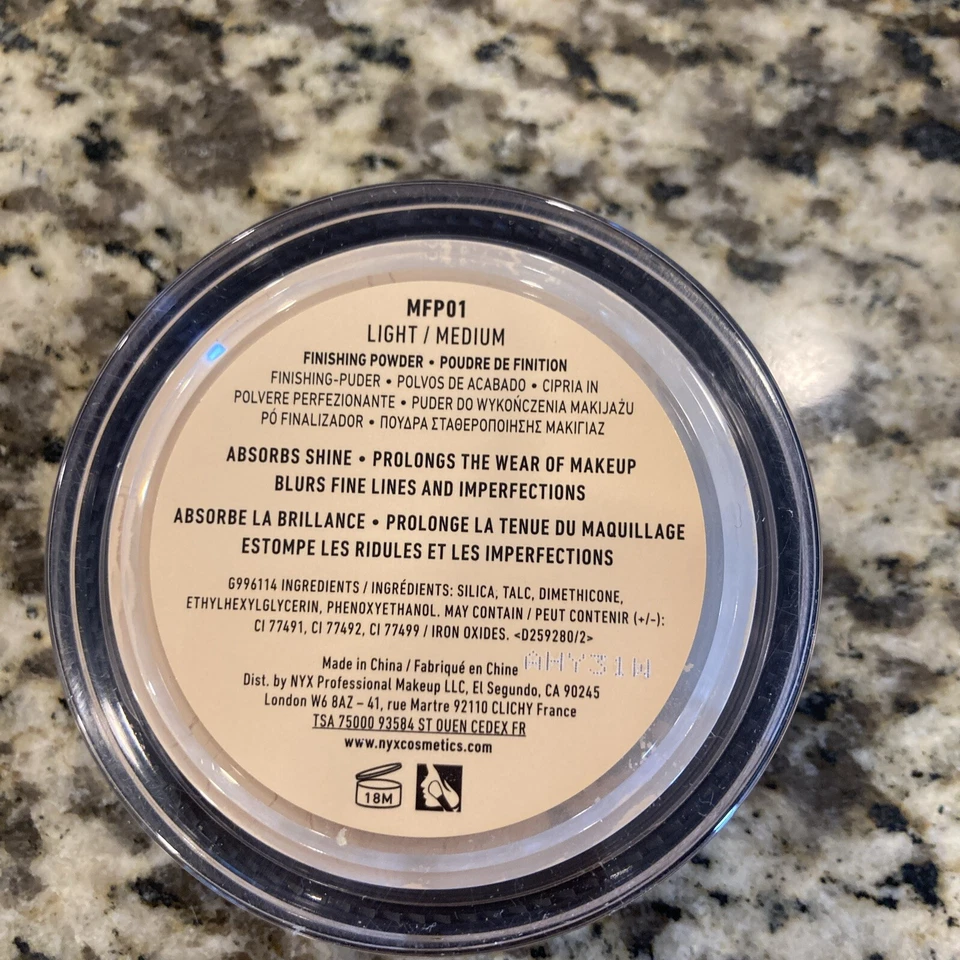 MFP01
LIGHT / MEDIUM
FINISHING POWDER • POUDRE DE FINITION
FINISHING-PUDER • POLVOS DE ACABADO • CIPRIA IN
POLVERE PERFEZIONANTE • PUDER DO WYKOŃCZENIA MAKIJAŻU
PÓ FINALIZADOR • ΠΟΥΔΡΑ ΣΤΑΘΕΡΟΠΟΙΗΣΗΣ ΜΑΚΙΓΙΑΖ
ABSORBS SHINE • PROLONGS THE WEAR OF MAKEUP
BLURS FINE LINES AND IMPERFECTIONS
ABSORBE LA BRILLANCE • PROLONGE LA TENUE DU MAQUILLAGE
ESTOMPE LES RIDULES ET LES IMPERFECTIONS
G996114 INGREDIENTS / INGRÉDIENTS: SILICA, TALC, DIMETHICONE,
ETHYLHEXYLGLYCERIN, PHENOXYETHANOL. MAY CONTAIN / PEUT CONTENIR (+/-):
CI 77491, CI 77492, CI 77499 / IRON OXIDES. <D259280/2>
Made in China / Fabriqué en Chine
Dist. by NYX Professional Makeup LLC, El Segundo, CA 90245
London W6 8AZ – 41, rue Martre 92110 CLICHY France
TSA 75000 93584 ST OUEN CEDEX FR
www.nyxcosmetics.com
18M